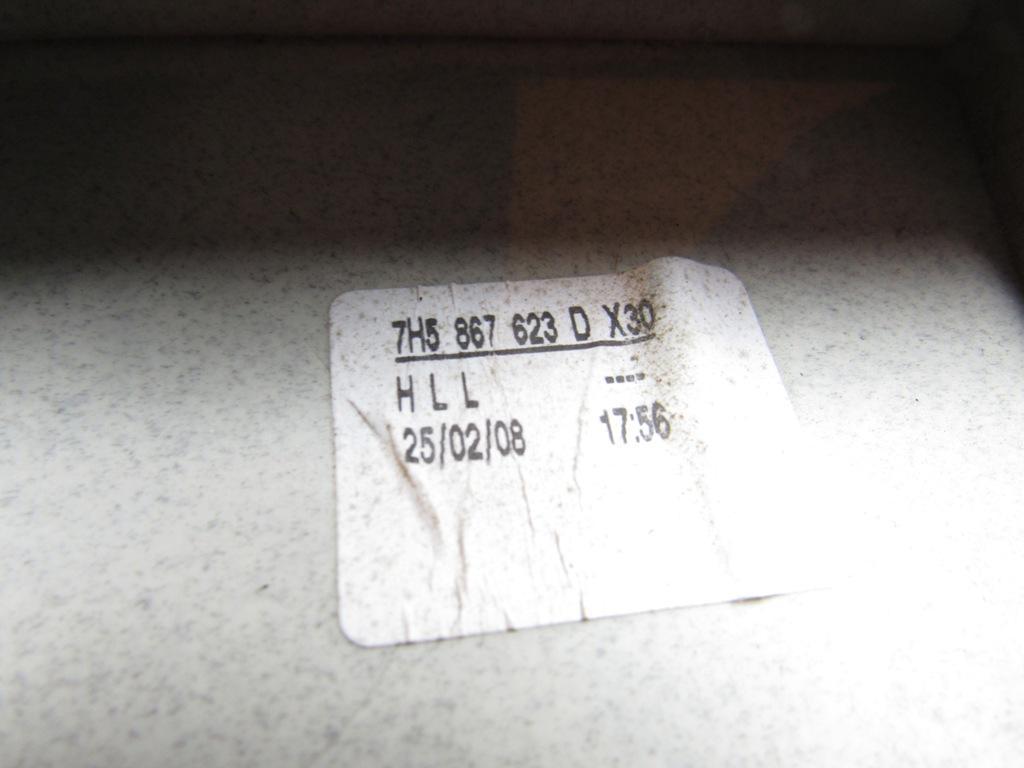 7H5 867 623 D X30
H L L ----
25/02/08 17:56